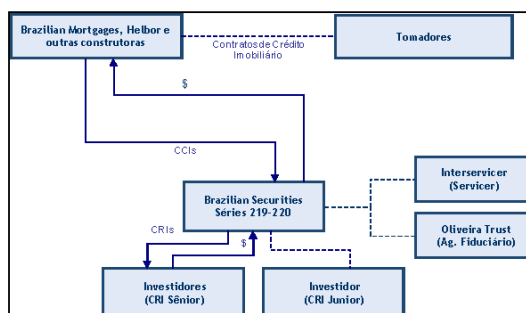 Brazilian Mortgages, Helbor e
outras construtoras
Contratos de Crédito
Imobiliário
Tomadores
$
CCIs
Interservicer
(Servicer)
Brazilian Securities
Séries 219-220
Oliveira Trust
(Ag. Fiduciário)
CRIs
$
Investidores
(CRI Sênior)
Investidor
(CRI Junior)